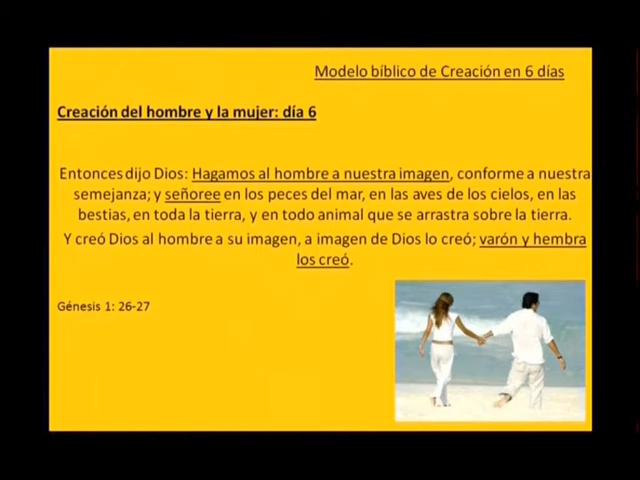 Modelo bíblico de Creación en 6 días
Creación del hombre y la mujer: día 6
Entonces dijo Dios: Hagamos al hombre a nuestra imagen, conforme a nuestra
semejanza; y señoree en los peces del mar, en las aves de los cielos, en las
bestias, en toda la tierra, y en todo animal que se arrastra sobre la tierra.
Y creó Dios al hombre a su imagen, a imagen de Dios lo creó; varón y hembra
los creó.
Génesis 1: 26-27